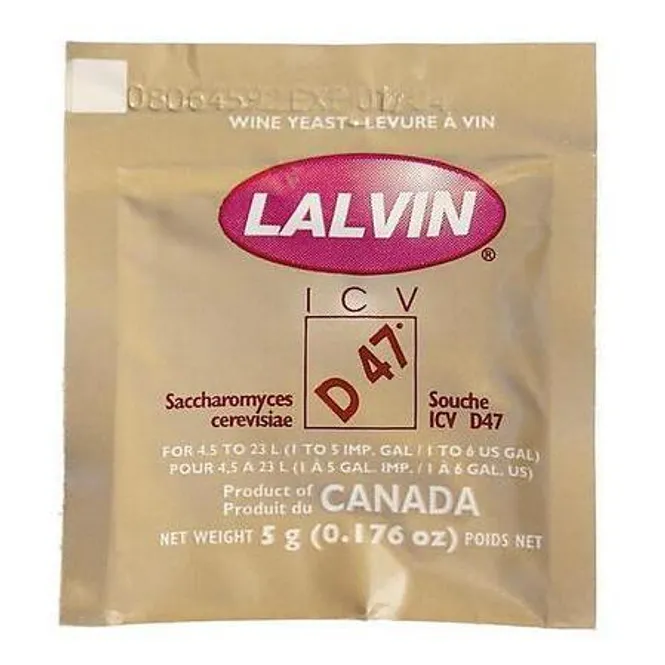 EXP
WINE YEAST • LEVURE À VIN
LALVIN®
ICV
D 47
Saccharomyces
cerevisiae
Souche
ICV D47
FOR 4.5 TO 23 L (1 TO 5 IMP. GAL / 1 TO 6 US GAL)
POUR 4,5 À 23 L (1 À 5 GAL. IMP. / 1 À 6 GAL. US)
Product of
Produit du
CANADA
NET WEIGHT 5 g (0.176 oz) POIDS NET